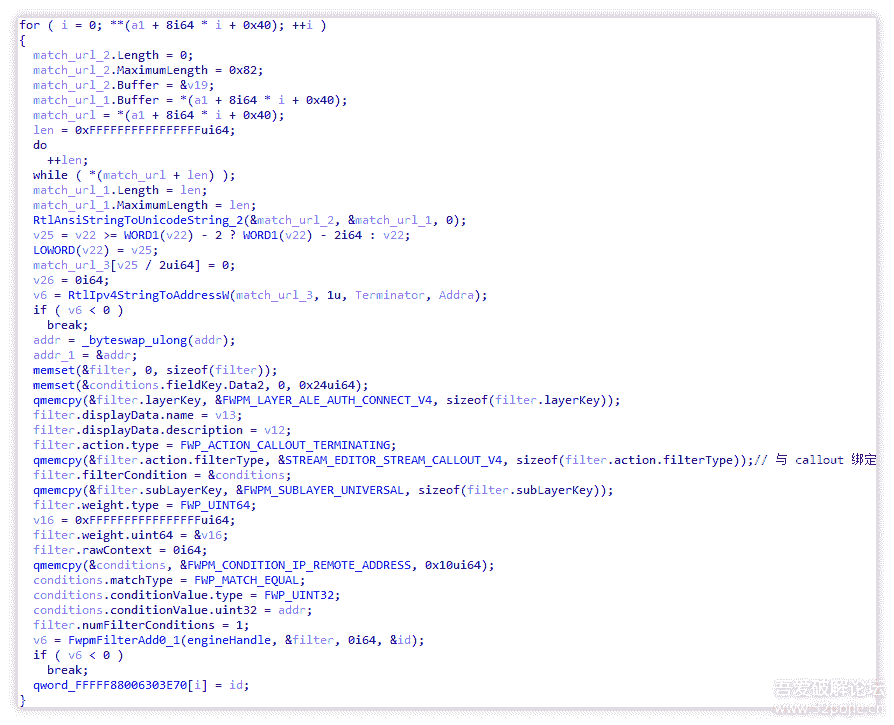 for ( i = 0; **(a1 + 8i64 * i + 0x40); ++i )
{
  match_url_2.Length = 0;
  match_url_2.MaximumLength = 0x82;
  match_url_2.Buffer = &v19;
  match_url_1.Buffer = *(a1 + 8i64 * i + 0x40);
  match_url = *(a1 + 8i64 * i + 0x40);
  len = 0xFFFFFFFFFFFFFFFFui64;
  do
    ++len;
  while ( *(match_url + len) );
  match_url_1.Length = len;
  match_url_1.MaximumLength = len;
  RtlAnsiStringToUnicodeString_2(&match_url_2, &match_url_1, 0);
  v25 = v22 >= WORD1(v22) - 2 ? WORD1(v22) - 2i64 : v22;
  LOWORD(v22) = v25;
  match_url_3[v25 / 2ui64] = 0;
  v26 = 0i64;
  v6 = RtlIpv4StringToAddressW(match_url_3, 1u, Terminator, Addra);
  if ( v6 < 0 )
    break;
  addr = _byteswap_ulong(addr);
  addr_1 = &addr;
  memset(&filter, 0, sizeof(filter));
  memset(&conditions.fieldKey.Data2, 0, 0x24ui64);
  qmemcpy(&filter.layerKey, &FWPM_LAYER_ALE_AUTH_CONNECT_V4, sizeof(filter.layerKey));
  filter.displayData.name = v13;
  filter.displayData.description = v12;
  filter.action.type = FWP_ACTION_CALLOUT_TERMINATING;
  qmemcpy(&filter.action.filterType, &STREAM_EDITOR_STREAM_CALLOUT_V4, sizeof(filter.action.filterType));// 与 callout 绑定
  filter.filterCondition = &conditions;
  qmemcpy(&filter.subLayerKey, &FWPM_SUBLAYER_UNIVERSAL, sizeof(filter.subLayerKey));
  filter.weight.type = FWP_UINT64;
  v16 = 0xFFFFFFFFFFFFFFFFui64;
  filter.weight.uint64 = &v16;
  filter.rawContext = 0i64;
  qmemcpy(&conditions, &FWPM_CONDITION_IP_REMOTE_ADDRESS, 0x10ui64);
  conditions.matchType = FWP_MATCH_EQUAL;
  conditions.conditionValue.type = FWP_UINT32;
  conditions.conditionValue.uint32 = addr;
  filter.numFilterConditions = 1;
  v6 = FwpmFilterAdd0_1(engineHandle, &filter, 0i64, &id);
  if ( v6 < 0 )
    break;
  qword_FFFFF88006303E70[i] = id;
}
吾爱破解论坛
www.52pojie.cn